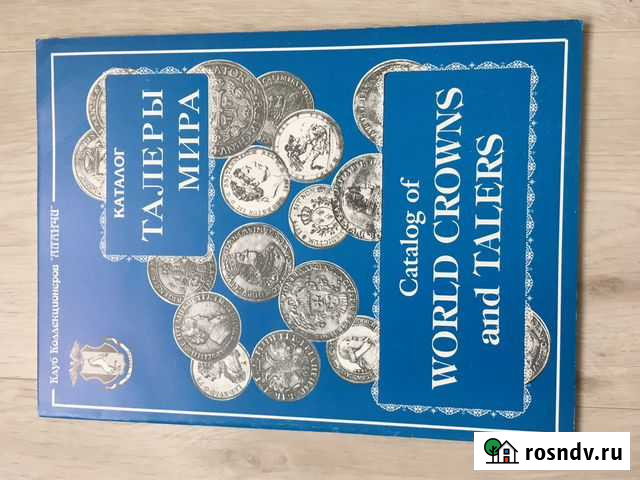 Клуб Коллекционеров
КАТАЛОГ
ТАЛЕРЫ
МИРА
Catalog of
WORLD CROWNS
and TALERS
rosndv.ru